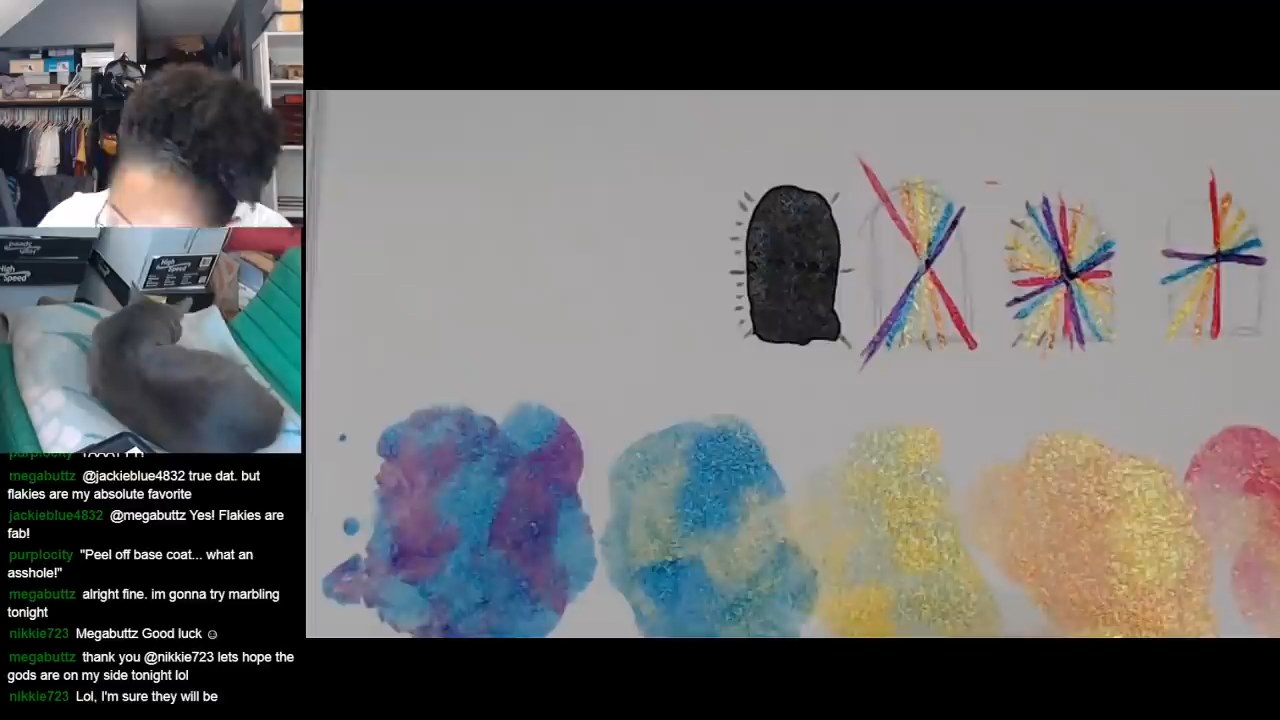 High
Speed
High
Speed
megabuttz @jackieblue4832 true dat. but
flakies are my absolute favorite
jackieblue4832 @megabuttz Yes! Flakies are
fab!
purplocity "Peel off base coat... what an
asshole!"
megabuttz alright fine. im gonna try marbling
tonight
nikkie723 Megabuttz Good luck ☺
megabuttz thank you @nikkie723 lets hope the
gods are on my side tonight lol
nikkie723 Lol, I'm sure they will be